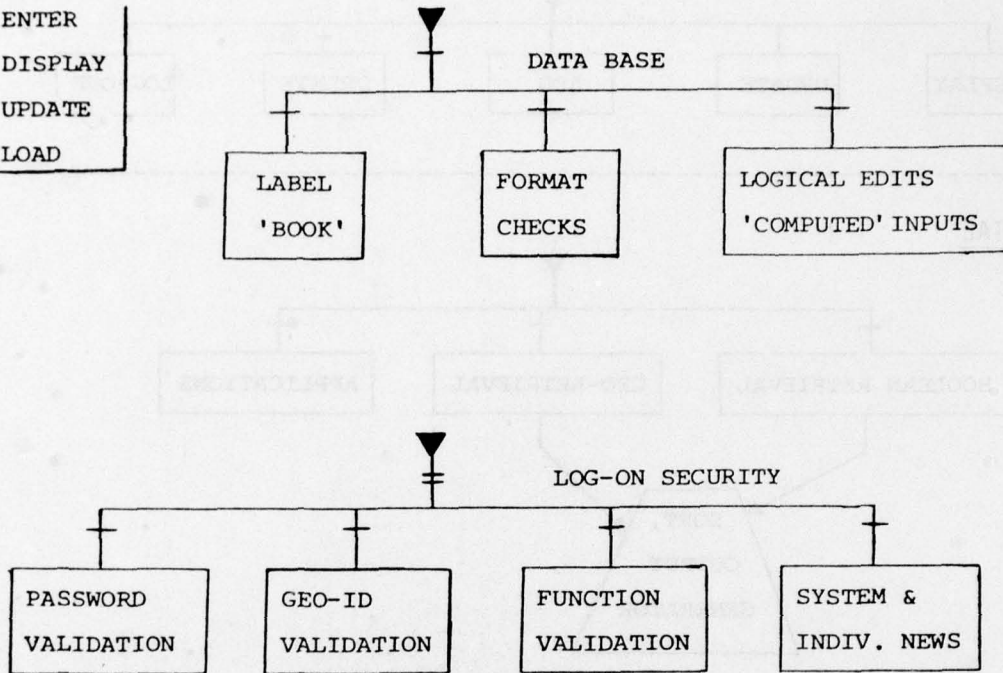 ENTER
DISPLAY
UPDATE
LOAD
DATA BASE
LABEL
'BOOK'
FORMAT
CHECKS
LOGICAL EDITS
'COMPUTED' INPUTS
LOG-ON SECURITY
PASSWORD
VALIDATION
GEO-ID
VALIDATION
FUNCTION
VALIDATION
SYSTEM &
INDIV. NEWS